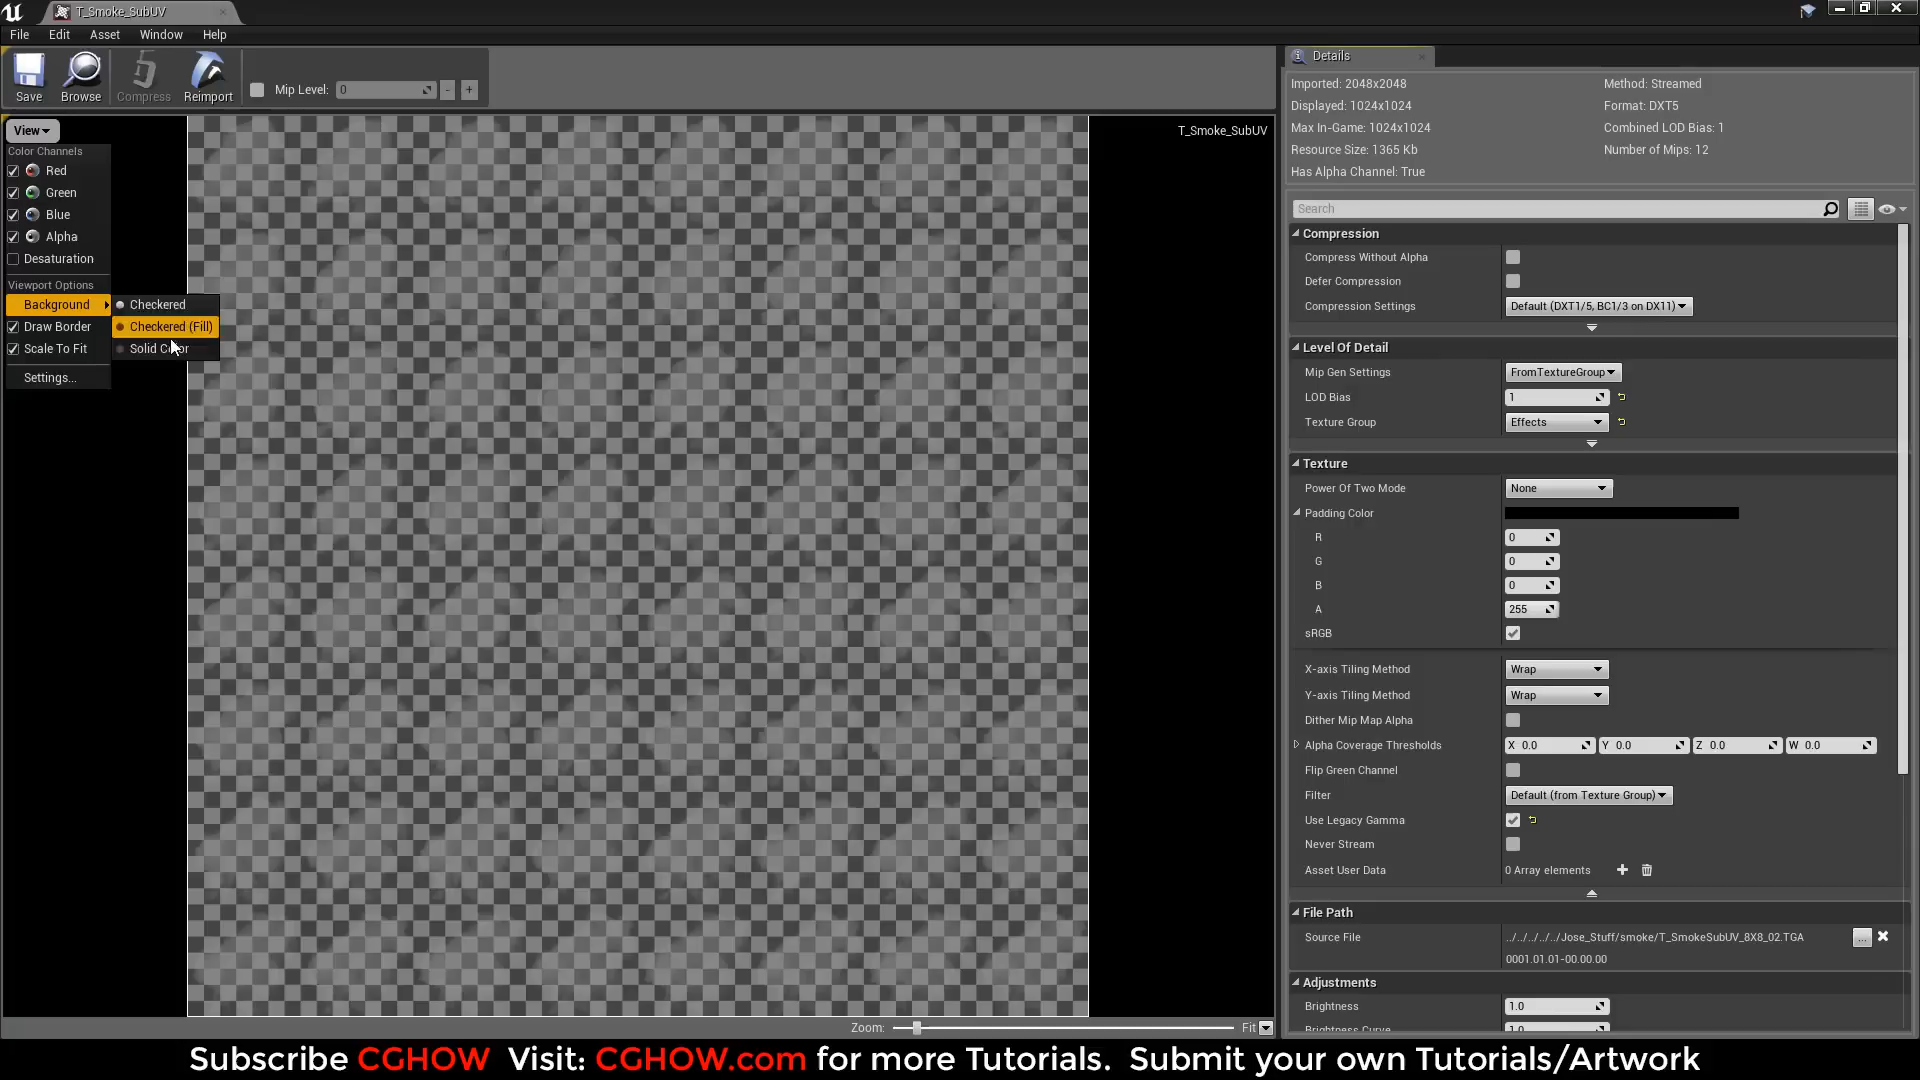 T_Smoke_SubUV
File Edit Asset Window Help
Save Browse Compress Reimport Mip Level: 0 - +
View
T_Smoke_SubUV
Color Channels
Red
Green
Blue
Alpha
Desaturation
Viewport Options
Background
Checkered
Draw Border
Checkered (Fill)
Scale To Fit
Solid Color
Settings...
Zoom: Fit
Details
Imported: 2048x2048 Method: Streamed
Displayed: 1024x1024 Format: DXT5
Max In-Game: 1024x1024 Combined LOD Bias: 1
Resource Size: 1365 Kb Number of Mips: 12
Has Alpha Channel: True
Search
Compression
Compress Without Alpha
Defer Compression
Compression Settings Default (DXT1/5, BC1/3 on DX11)
Level Of Detail
Mip Gen Settings FromTextureGroup
LOD Bias 1
Texture Group Effects
Texture
Power Of Two Mode None
Padding Color
R 0
G 0
B 0
A 255
sRGB
X-axis Tiling Method Wrap
Y-axis Tiling Method Wrap
Dither Mip Map Alpha
Alpha Coverage Thresholds X 0.0 Y 0.0 Z 0.0 W 0.0
Flip Green Channel
Filter Default (from Texture Group)
Use Legacy Gamma
Never Stream
Asset User Data 0 Array elements
File Path
Source File ../../../../../Jose_Stuff/smoke/T_SmokeSubUV_8X8_02.TGA ...
0001.01.01-00.00.00
Adjustments
Brightness 1.0
Brightness Curve 1.0
Subscribe CGHOW Visit: CGHOW.com for more Tutorials. Submit your own Tutorials/Artwork